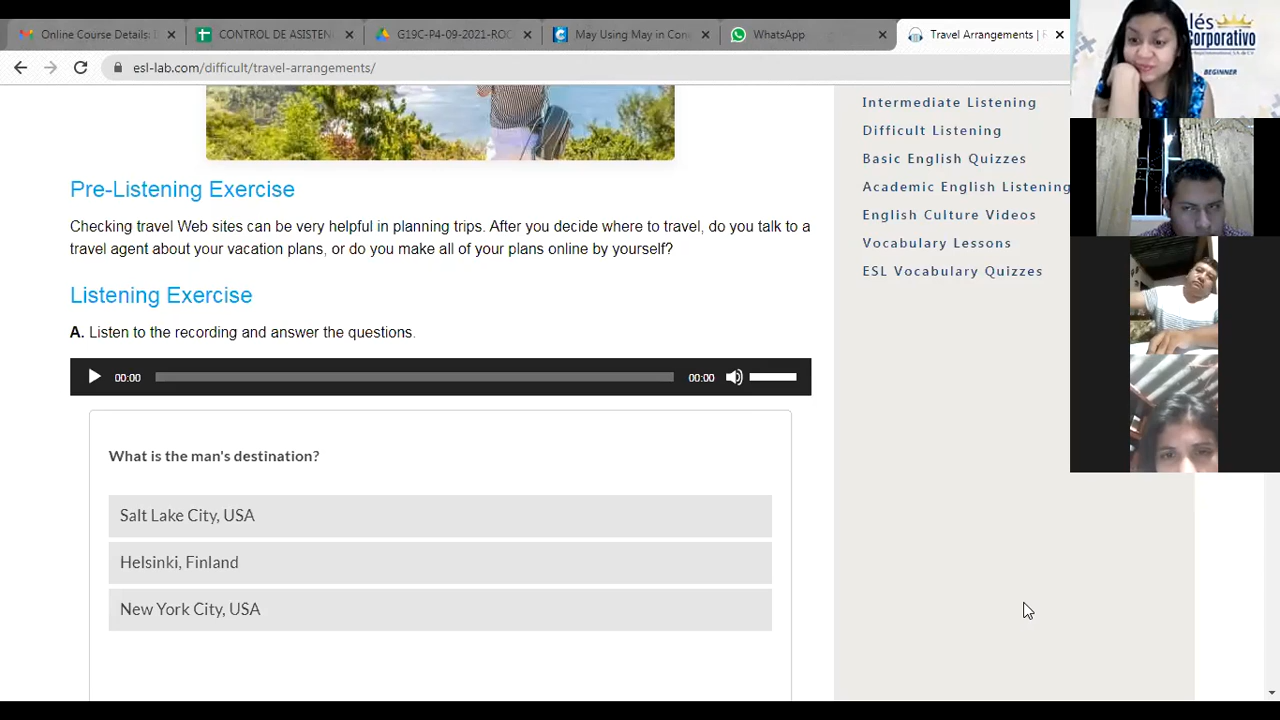 Online Course Details:
CONTROL DE ASISTEN
G19C-P4-09-2021-RC
May Using May in Con
WhatsApp
Travel Arrangements | R
esl-lab.com/difficult/travel-arrangements/
lés
Corporativo
BEGINNER
Intermediate Listening
Difficult Listening
Basic English Quizzes
Academic English Listening
English Culture Videos
Vocabulary Lessons
ESL Vocabulary Quizzes
Pre-Listening Exercise
Checking travel Web sites can be very helpful in planning trips. After you decide where to travel, do you talk to a
travel agent about your vacation plans, or do you make all of your plans online by yourself?
Listening Exercise
A. Listen to the recording and answer the questions.
00:00 00:00
What is the man's destination?
Salt Lake City, USA
Helsinki, Finland
New York City, USA